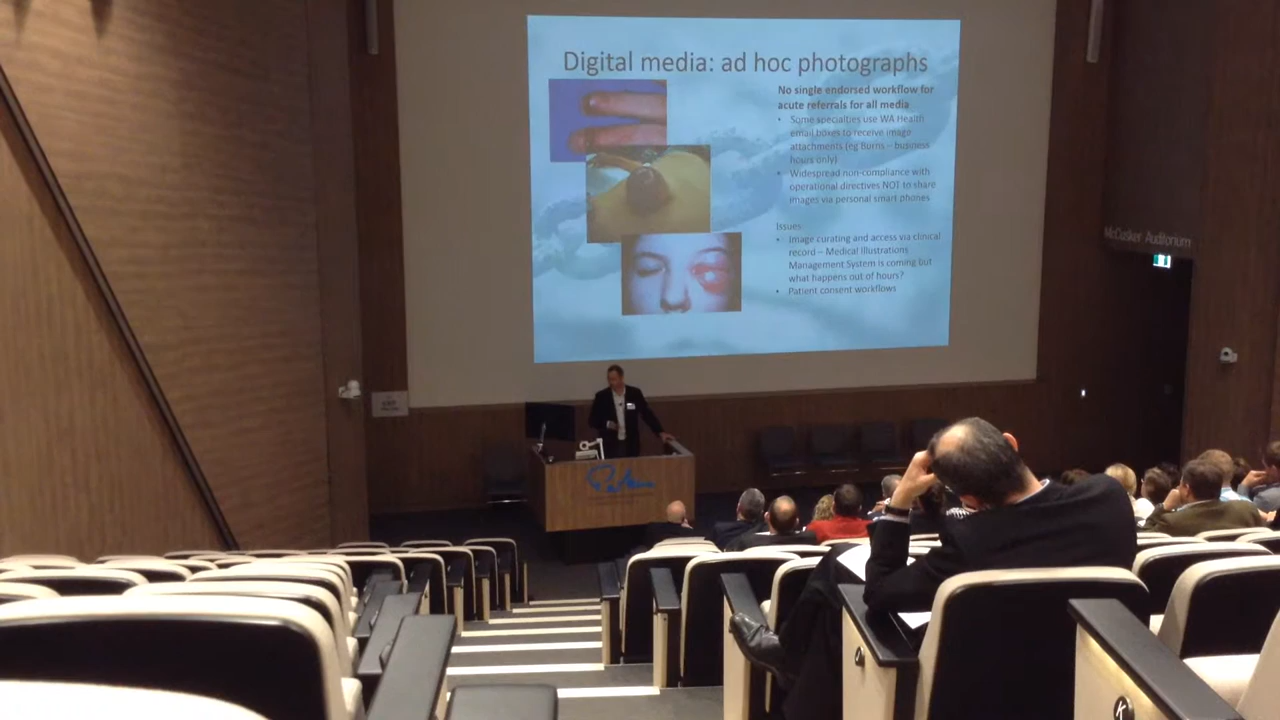 Digital media: ad hoc photographs
No single endorsed workflow for
acute referrals for all media
• Some specialties use WA Health
email boxes to receive image
attachments (eg Burns – business
hours only)
• Widespread non-compliance with
operational directives NOT to share
images via personal smart phones
Issues
• Image curating and access via clinical
record – Medical Illustrations
Management System is coming but
what happens out of hours?
• Patient consent workflows
McCusker Auditorium
K